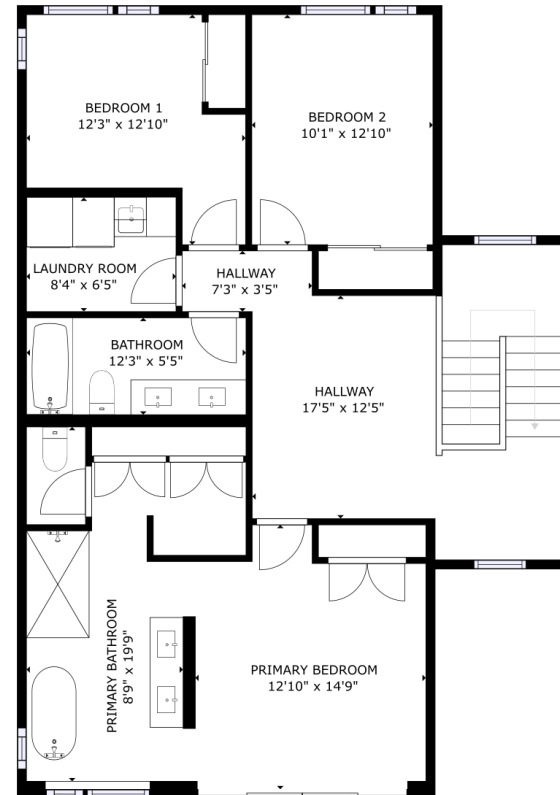 BEDROOM 1
12'3" x 12'10"
BEDROOM 2
10'1" x 12'10"
LAUNDRY ROOM
8'4" x 6'5"
HALLWAY
7'3" x 3'5"
BATHROOM
12'3" x 5'5"
HALLWAY
17'5" x 12'5"
PRIMARY BATHROOM
8'9" x 19'9"
PRIMARY BEDROOM
12'10" x 14'9"